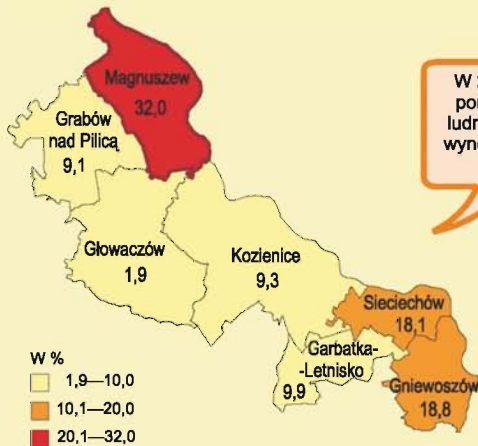 Magnuszew
32,0
Grabów
nad Pilicą
9,1
Głowaczów
1,9
Kozienice
9,3
Sieciechów
18,1
Garbatka-
-Letnisko
9,9
Gniewoszów
18,8
W %
1,9—10,0
10,1—20,0
20,1—32,0
W